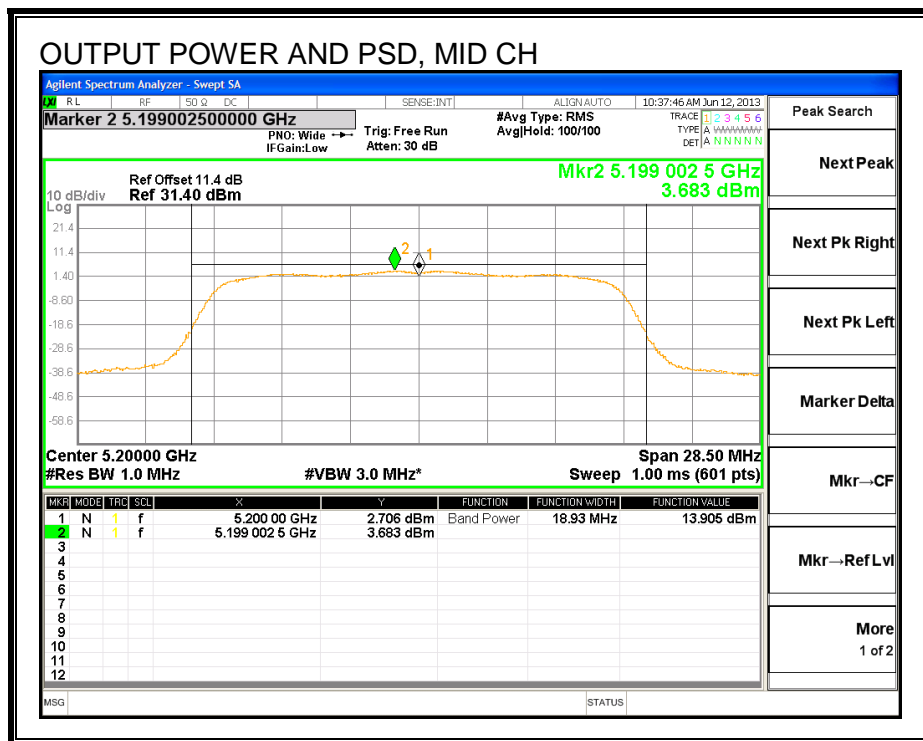 OUTPUT POWER AND PSD, MID CH
Agilent Spectrum Analyzer - Swept SA
LXI RL RF 50 Ω DC SENSE:INT ALIGN AUTO 10:37:46 AM Jun 12, 2013
Marker 2 5.199002500000 GHz
PNO: Wide
IFGain:Low
Trig: Free Run
Atten: 30 dB
#Avg Type: RMS
Avg|Hold: 100/100
TRACE 1 2 3 4 5 6
TYPE A WWWWW
DET A N N N N N
Mkr2 5.199 002 5 GHz
3.683 dBm
Ref Offset 11.4 dB
10 dB/div Ref 31.40 dBm
Log
21.4
11.4
1.40
-8.60
-18.6
-28.6
-38.6
-48.6
-58.6
2
1
Center 5.20000 GHz Span 28.50 MHz
#Res BW 1.0 MHz #VBW 3.0 MHz* Sweep 1.00 ms (601 pts)
MKR MODE TRC SCL X Y FUNCTION FUNCTION WIDTH FUNCTION VALUE
1 N 1 f 5.200 00 GHz 2.706 dBm Band Power 18.93 MHz 13.905 dBm
2 N 1 f 5.199 002 5 GHz 3.683 dBm
3
4
5
6
7
8
9
10
11
12
MSG STATUS
Peak Search
Next Peak
Next Pk Right
Next Pk Left
Marker Delta
Mkr→CF
Mkr→Ref Lvl
More
1 of 2